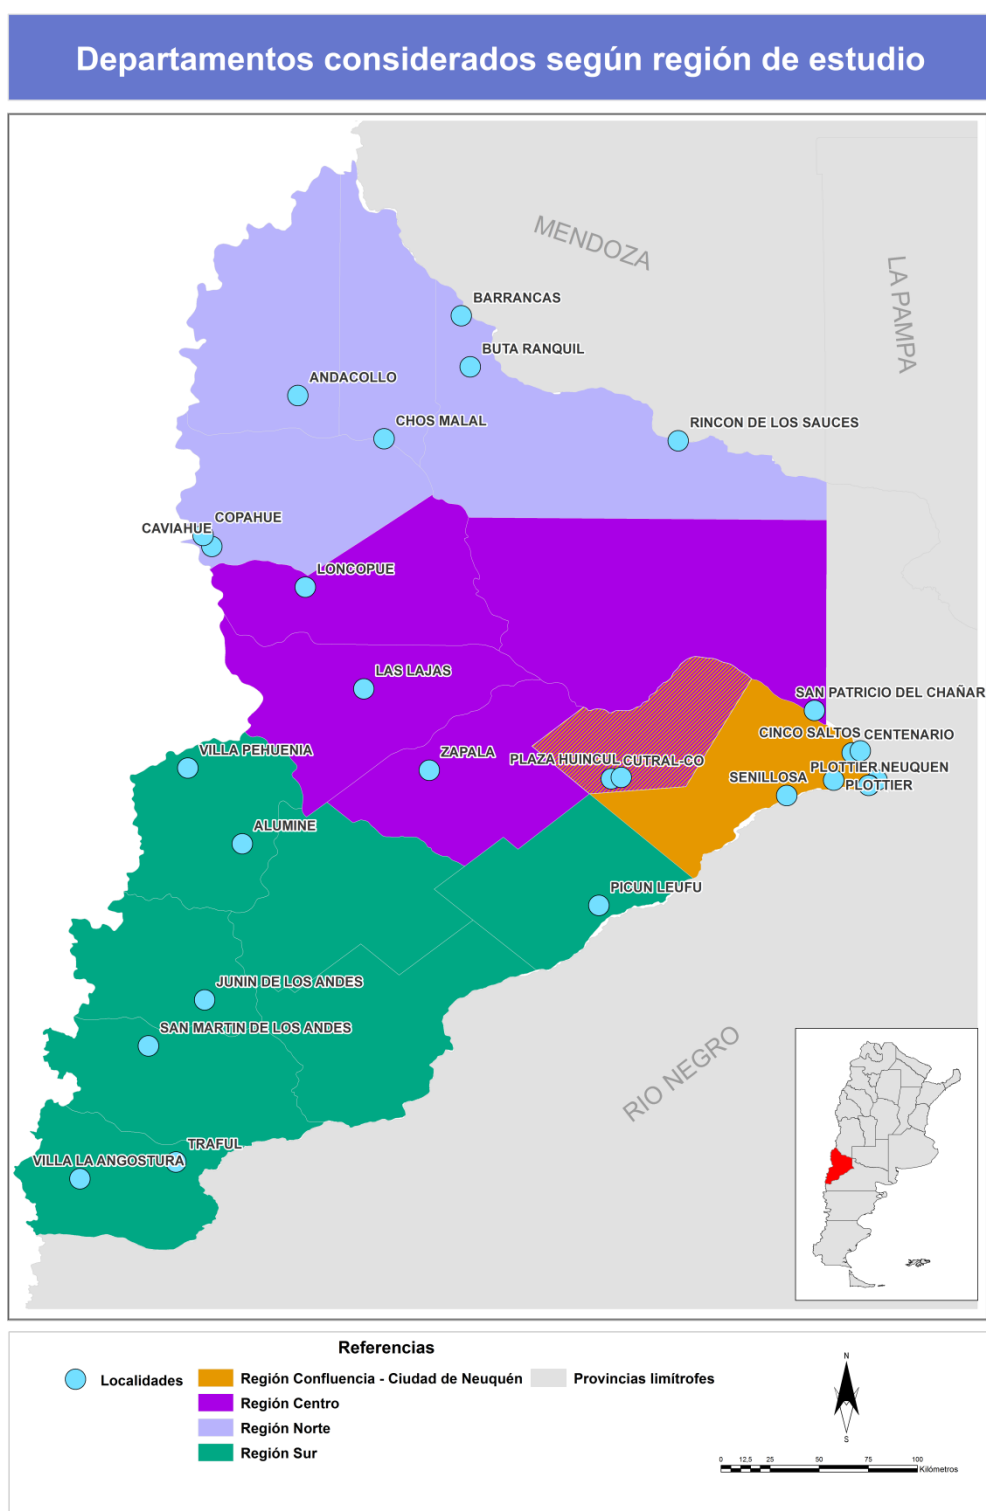 Departamentos considerados según región de estudio
MENDOZA
LA PAMPA
BARRANCAS
BUTA RANQUIL
ANDACOLLO
CHOS MALAL
RINCON DE LOS SAUCES
COPAHUE
CAVIAHUE
LONCOPUE
LAS LAJAS
SAN PATRICIO DEL CHAÑAR
CINCO SALTOS
CENTENARIO
VILLA PEHUENIA
ZAPALA
PLAZA HUINCUL
CUTRAL-CO
PLOTTIER
NEUQUEN
SENILLOSA
PLOTTIER
ALUMINE
PICUN LEUFU
JUNIN DE LOS ANDES
SAN MARTIN DE LOS ANDES
RIO NEGRO
TRAFUL
VILLA LA ANGOSTURA
Referencias
Localidades
Región Confluencia - Ciudad de Neuquén
Provincias limítrofes
Región Centro
Región Norte
Región Sur
N
S
0 12,5 25 50 75 100
Kilómetros